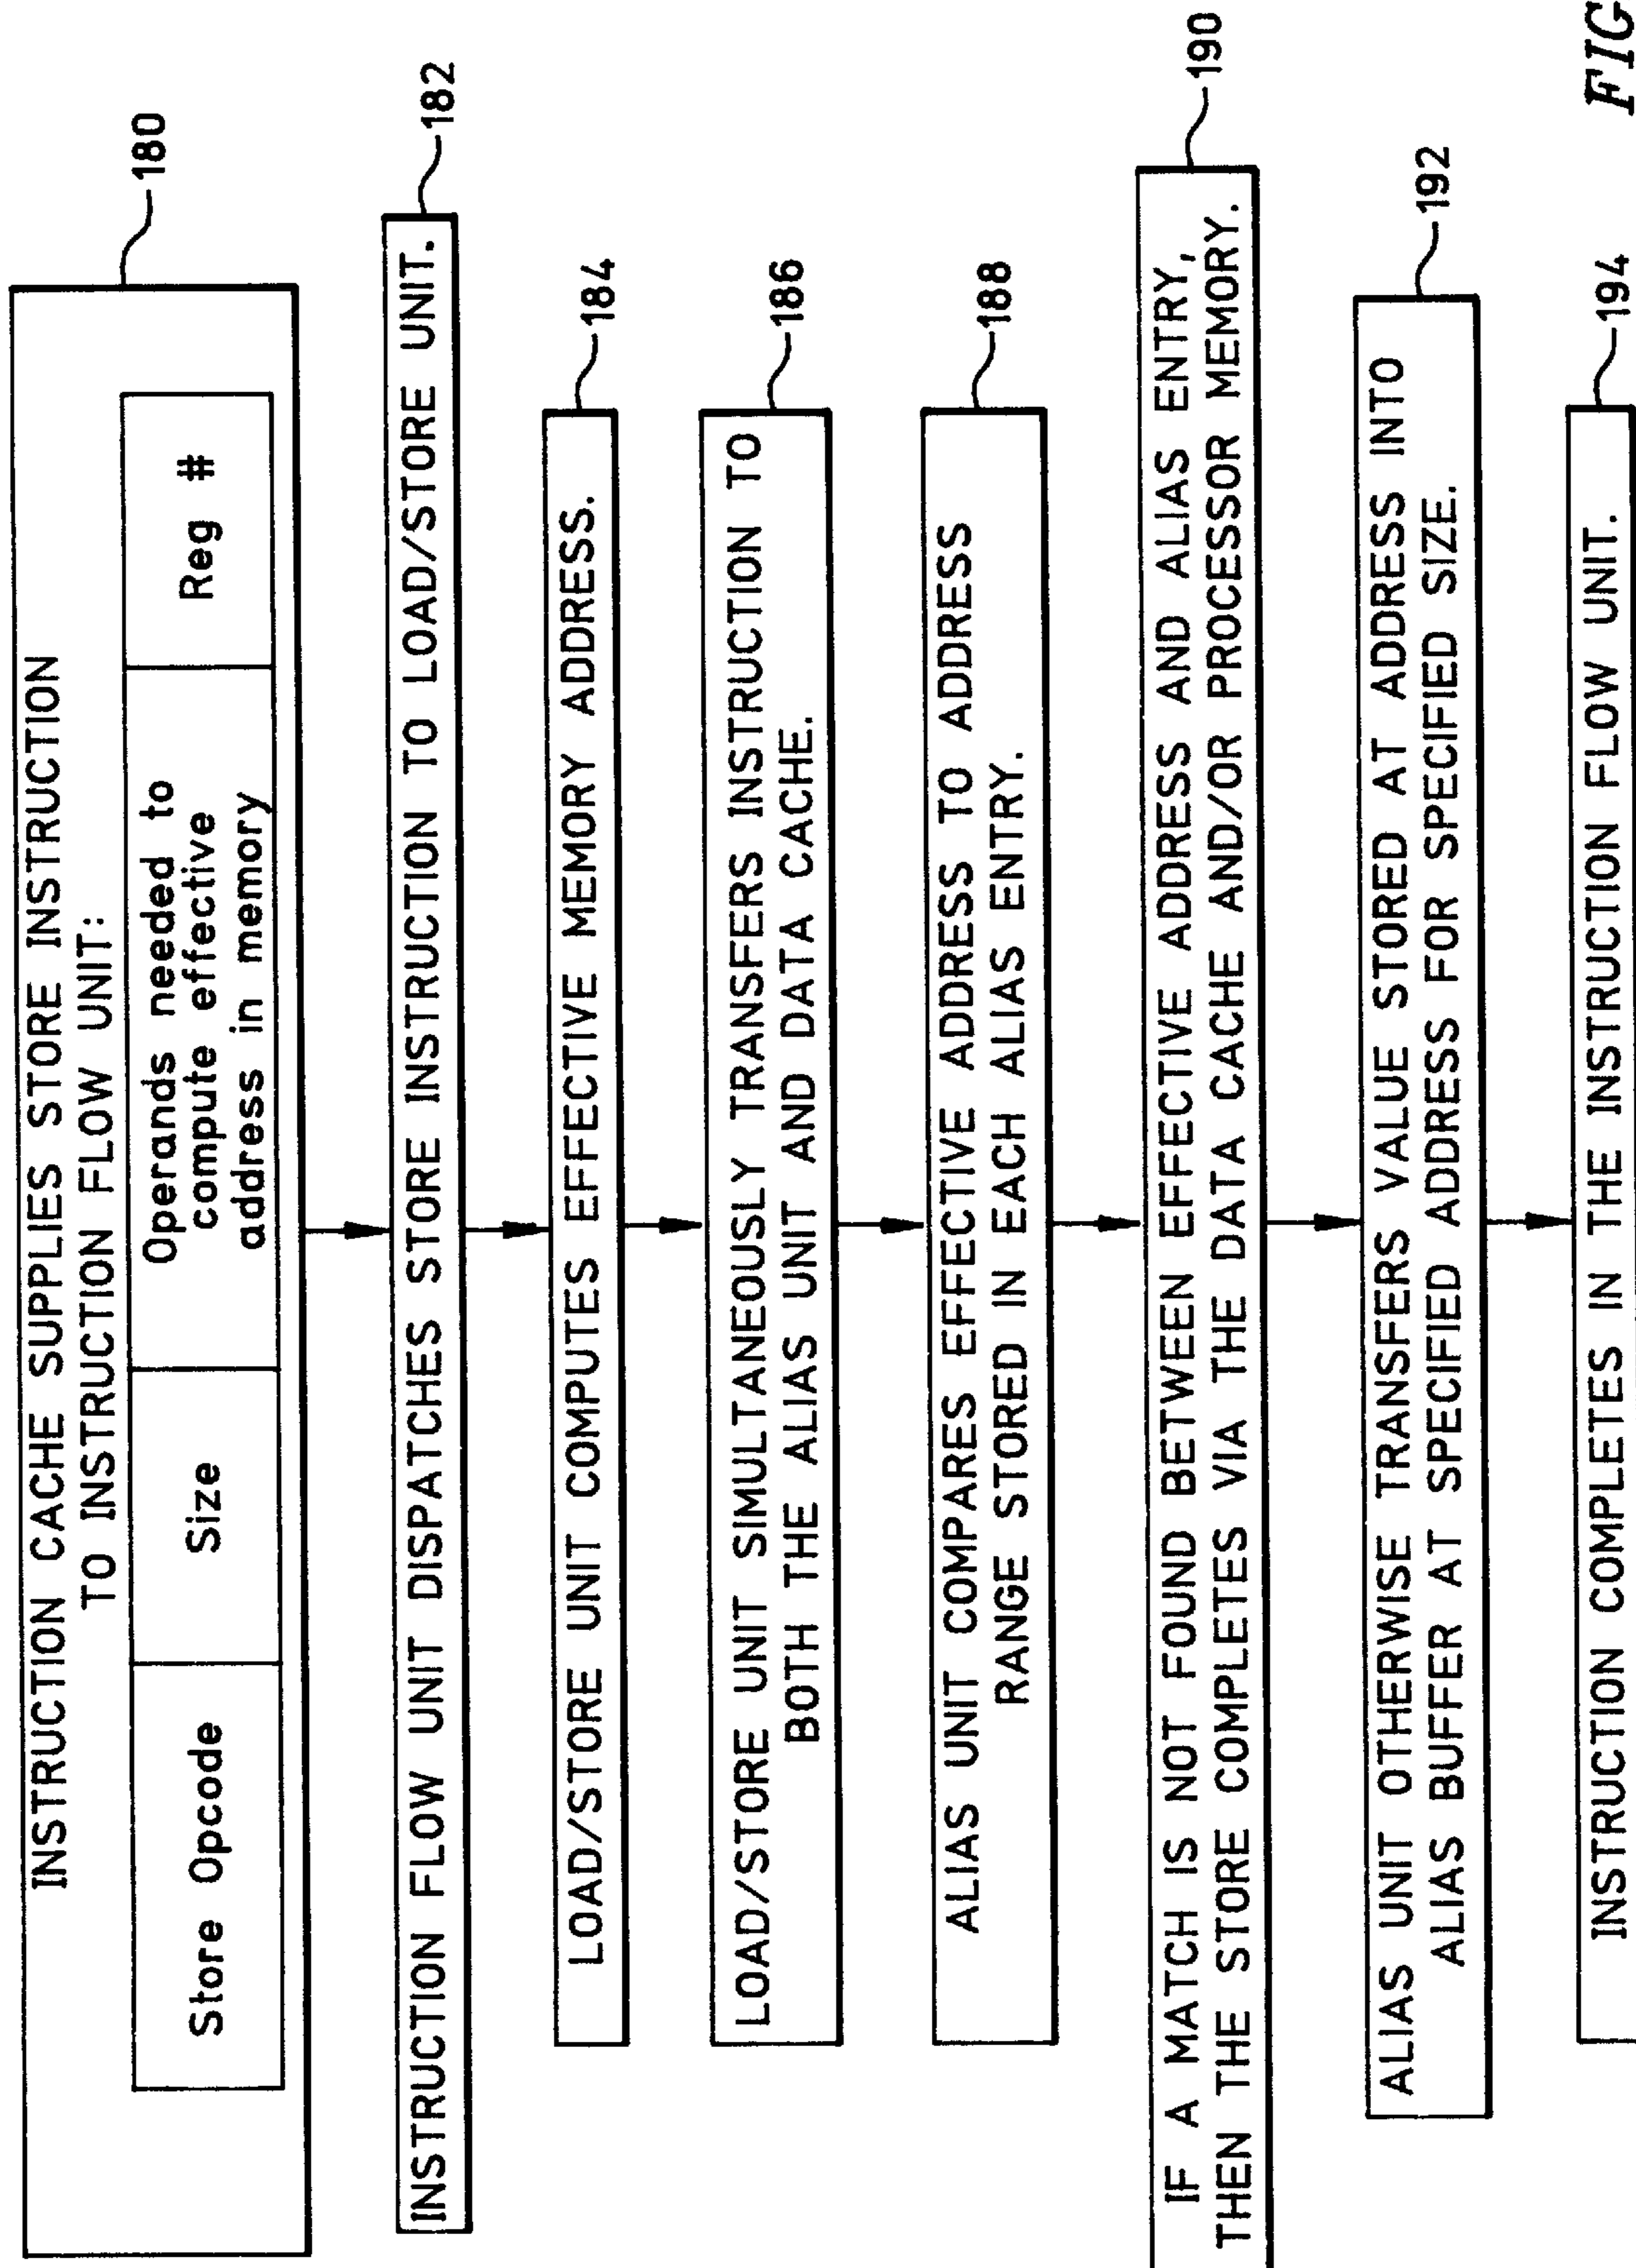 INSTRUCTION CACHE SUPPLIES STORE INSTRUCTION
TO INSTRUCTION FLOW UNIT:
Store Opcode
Size
Operands needed to
compute effective
address in memory
Reg #
180
INSTRUCTION FLOW UNIT DISPATCHES STORE INSTRUCTION TO LOAD/STORE UNIT.
182
LOAD/STORE UNIT COMPUTES EFFECTIVE MEMORY ADDRESS.
184
LOAD/STORE UNIT SIMULTANEOUSLY TRANSFERS INSTRUCTION TO
BOTH THE ALIAS UNIT AND DATA CACHE.
186
ALIAS UNIT COMPARES EFFECTIVE ADDRESS TO ADDRESS
RANGE STORED IN EACH ALIAS ENTRY.
188
IF A MATCH IS NOT FOUND BETWEEN EFFECTIVE ADDRESS AND ALIAS ENTRY,
THEN THE STORE COMPLETES VIA THE DATA CACHE AND/OR PROCESSOR MEMORY.
190
ALIAS UNIT OTHERWISE TRANSFERS VALUE STORED AT ADDRESS INTO
ALIAS BUFFER AT SPECIFIED ADDRESS FOR SPECIFIED SIZE.
192
INSTRUCTION COMPLETES IN THE INSTRUCTION FLOW UNIT.
194
FIG